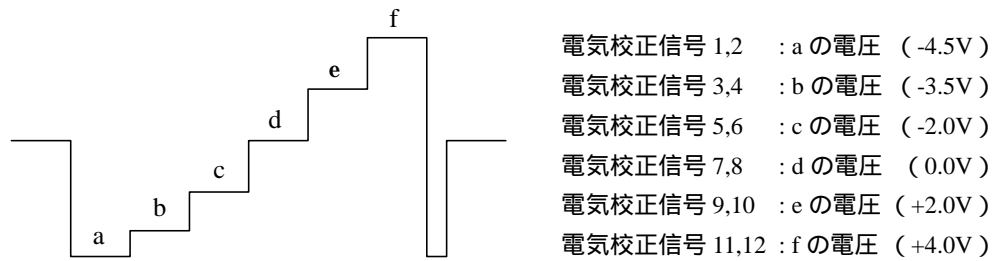 f
e
d
c
b
a
電気校正信号 1,2 : a の電圧 （ -4.5V ）
電気校正信号 3,4 : b の電圧 （ -3.5V ）
電気校正信号 5,6 : c の電圧 （ -2.0V ）
電気校正信号 7,8 : d の電圧 （ 0.0V ）
電気校正信号 9,10 : e の電圧 （ +2.0V ）
電気校正信号 11,12 : f の電圧 （ +4.0V ）